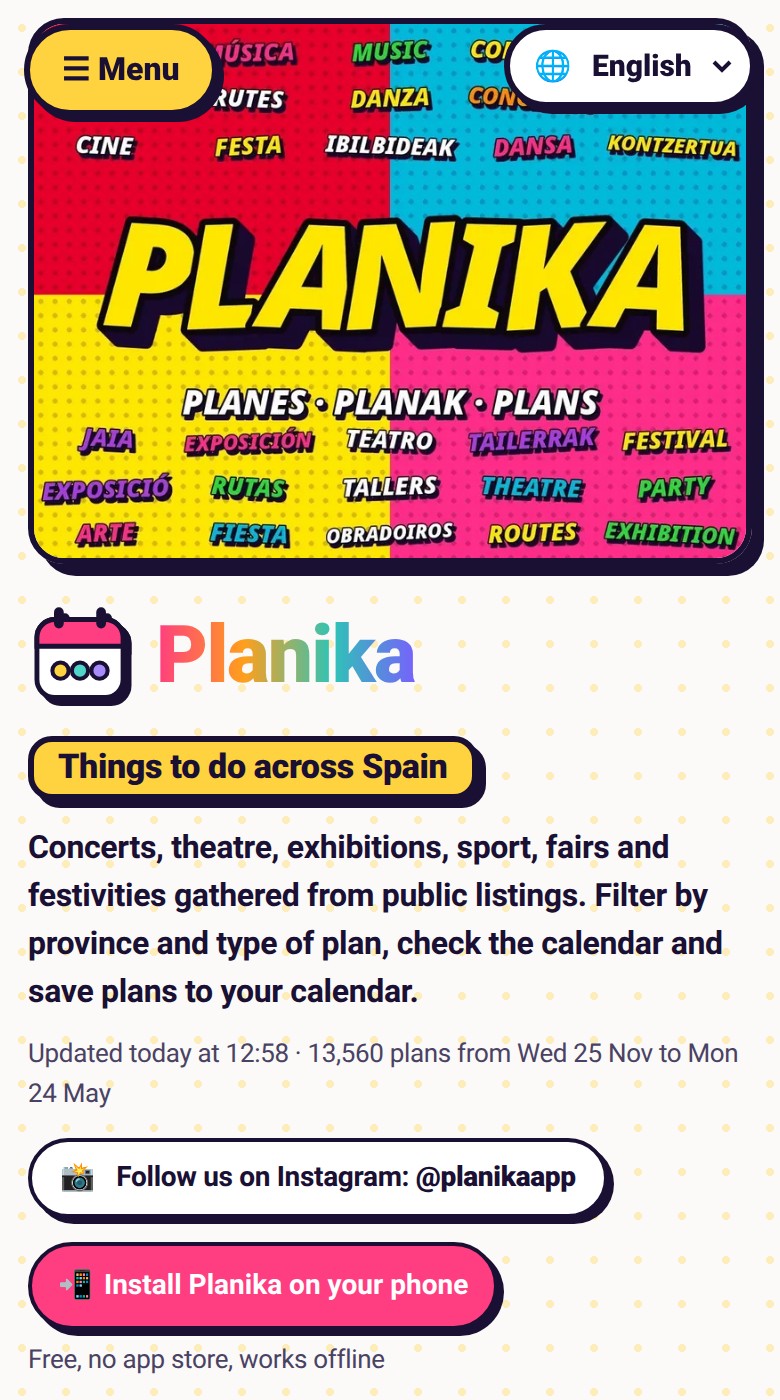 ☰ Menu
English
MÚSICA MUSIC
RUTES DANZA
CINE FESTA IBILBIDEAK DANSA KONTZERTUA
PLANIKA
PLANES · PLANAK · PLANS
JAIA EXPOSICIÓN TEATRO TAILERRAK FESTIVAL
EXPOSICIÓ RUTAS TALLERS THEATRE PARTY
ARTE FIESTA OBRADOIROS ROUTES EXHIBITION
Planika
Things to do across Spain
Concerts, theatre, exhibitions, sport, fairs and
festivities gathered from public listings. Filter by
province and type of plan, check the calendar and
save plans to your calendar.
Updated today at 12:58 · 13,560 plans from Wed 25 Nov to Mon
24 May
Follow us on Instagram: @planikaapp
Install Planika on your phone
Free, no app store, works offline